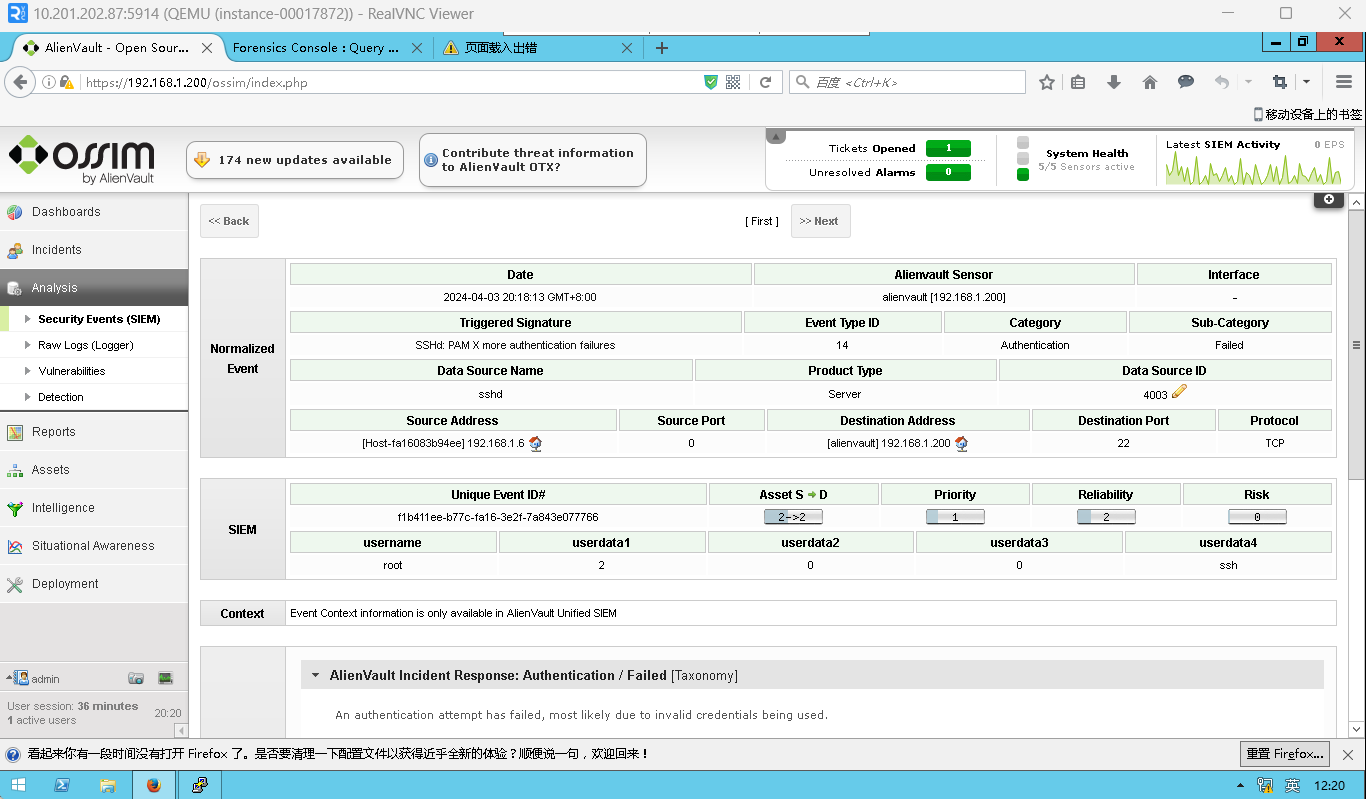 10.201.202.87:5914 (QEMU (instance-00017872)) - RealVNC Viewer
AlienVault - Open Sour...
Forensics Console : Query ...
页面载入出错
https://192.168.1.200/ossim/index.php
百度 <Ctrl+K>
移动设备上的书签
OSSIM
by AlienVault
174 new updates available
Contribute threat information
to AlienVault OTX?
Tickets Opened 1
Unresolved Alarms 0
System Health
5/5 Sensors active
Latest SIEM Activity 0 EPS
Dashboards
Incidents
Analysis
Security Events (SIEM)
Raw Logs (Logger)
Vulnerabilities
Detection
Reports
Assets
Intelligence
Situational Awareness
Deployment
admin
User session: 36 minutes
1 active users
20:20
<< Back
[ First ]
>> Next
Normalized
Event
Date Alienvault Sensor Interface
2024-04-03 20:18:13 GMT+8:00 alienvault [192.168.1.200] -
Triggered Signature Event Type ID Category Sub-Category
SSHd: PAM X more authentication failures 14 Authentication Failed
Data Source Name Product Type Data Source ID
sshd Server 4003
Source Address Source Port Destination Address Destination Port Protocol
[Host-fa16083b94ee] 192.168.1.6 0 [alienvault] 192.168.1.200 22 TCP
SIEM
Unique Event ID# Asset S D Priority Reliability Risk
f1b411ee-b77c-fa16-3e2f-7a843e077766 2->2 1 2 0
username userdata1 userdata2 userdata3 userdata4
root 2 0 0 ssh
Context
Event Context information is only available in AlienVault Unified SIEM
AlienVault Incident Response: Authentication / Failed [Taxonomy]
An authentication attempt has failed, most likely due to invalid credentials being used.
看起来你有一段时间没有打开 Firefox 了。是否要清理一下配置文件以获得近乎全新的体验？顺便说一句，欢迎回来！
重置 Firefox...
英
12:20